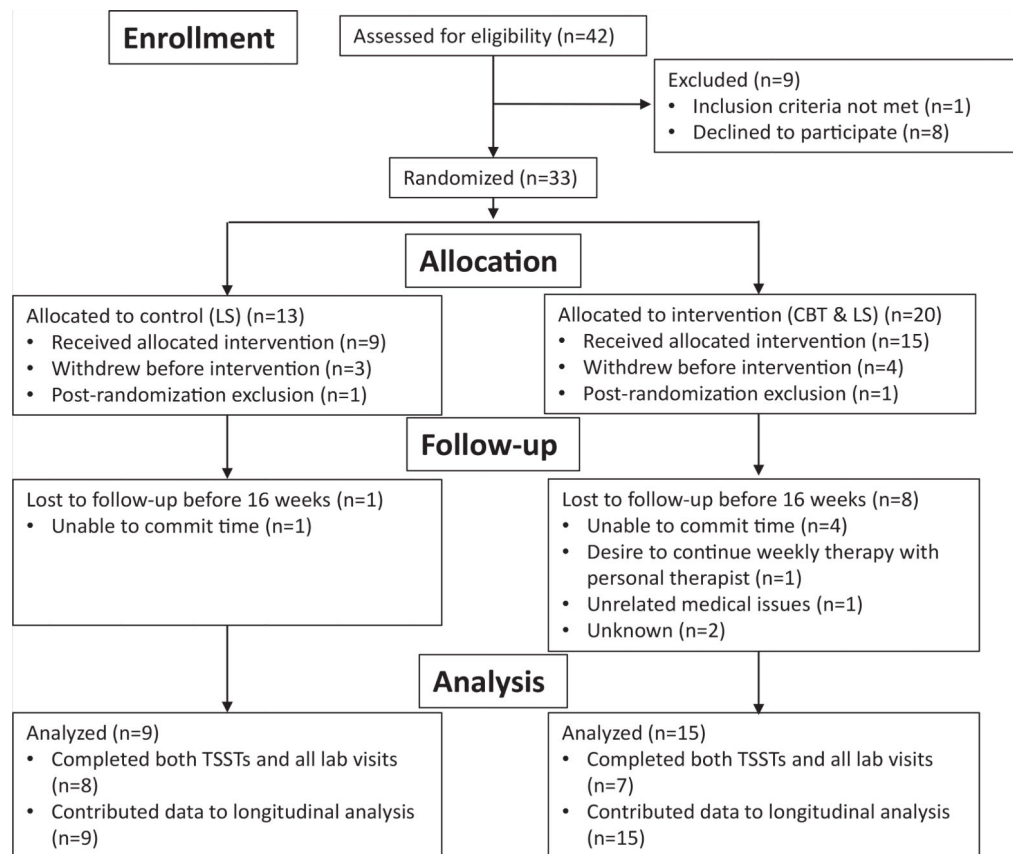 Enrollment
Assessed for eligibility (n=42)
Excluded (n=9)
• Inclusion criteria not met (n=1)
• Declined to participate (n=8)
Randomized (n=33)
Allocation
Allocated to control (LS) (n=13)
• Received allocated intervention (n=9)
• Withdrew before intervention (n=3)
• Post-randomization exclusion (n=1)
Allocated to intervention (CBT & LS) (n=20)
• Received allocated intervention (n=15)
• Withdrew before intervention (n=4)
• Post-randomization exclusion (n=1)
Follow-up
Lost to follow-up before 16 weeks (n=1)
• Unable to commit time (n=1)
Lost to follow-up before 16 weeks (n=8)
• Unable to commit time (n=4)
• Desire to continue weekly therapy with
personal therapist (n=1)
• Unrelated medical issues (n=1)
• Unknown (n=2)
Analysis
Analyzed (n=9)
• Completed both TSSTs and all lab visits
(n=8)
• Contributed data to longitudinal analysis
(n=9)
Analyzed (n=15)
• Completed both TSSTs and all lab visits
(n=7)
• Contributed data to longitudinal analysis
(n=15)